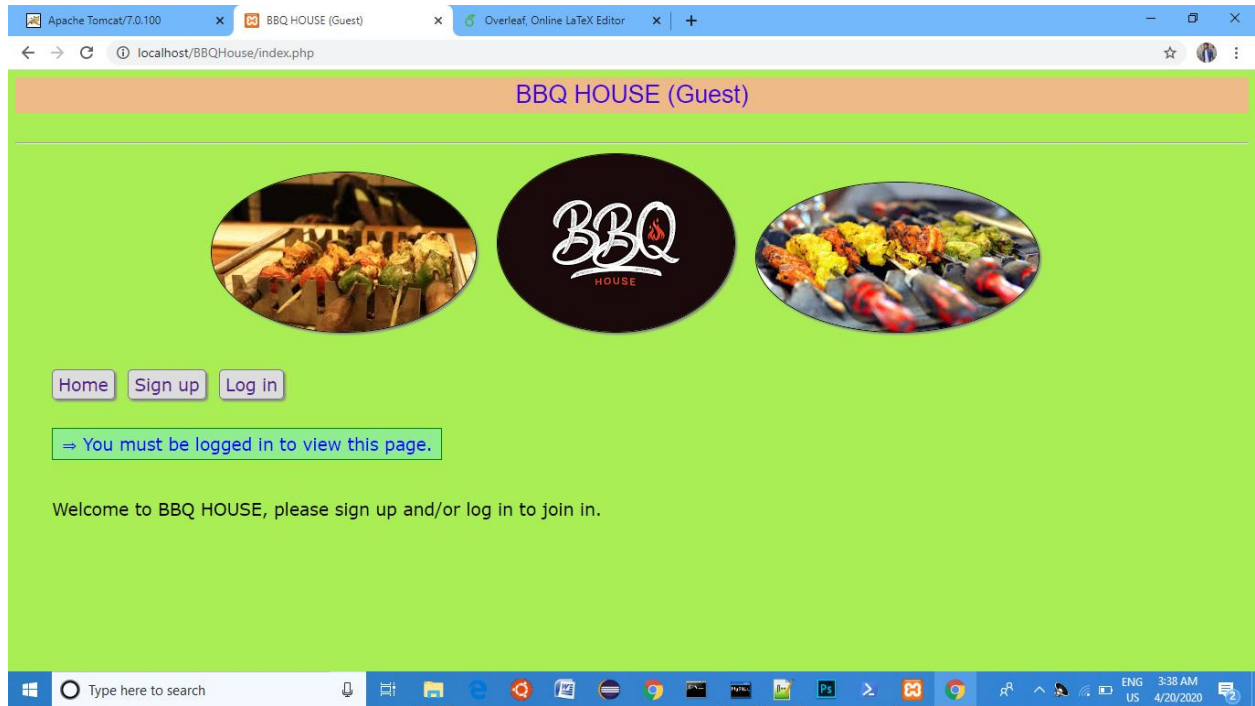 Apache Tomcat/7.0.100
BBQ HOUSE (Guest)
Overleaf, Online LaTeX Editor
localhost/BBQHouse/index.php
BBQ HOUSE (Guest)
BBQ
HOUSE
Home
Sign up
Log in
⇒ You must be logged in to view this page.
Welcome to BBQ HOUSE, please sign up and/or log in to join in.
Type here to search
Ps
ENG
US
3:38 AM
4/20/2020
2